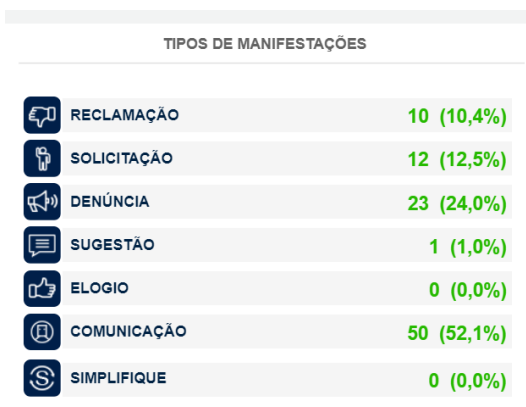 TIPOS DE MANIFESTAÇÕES
RECLAMAÇÃO 10 (10,4%)
SOLICITAÇÃO 12 (12,5%)
DENÚNCIA 23 (24,0%)
SUGESTÃO 1 (1,0%)
ELOGIO 0 (0,0%)
COMUNICAÇÃO 50 (52,1%)
SIMPLIFIQUE 0 (0,0%)